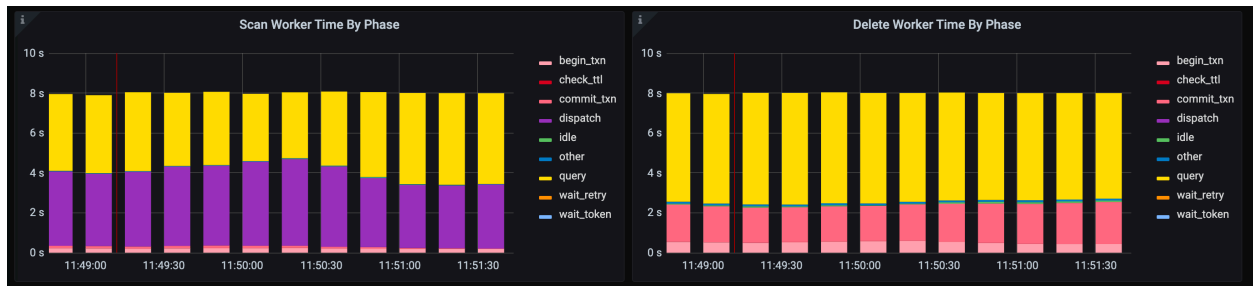 i
Scan Worker Time By Phase
10 s
8 s
6 s
4 s
2 s
0 s
11:49:00
11:49:30
11:50:00
11:50:30
11:51:00
11:51:30
begin_txn
check_ttl
commit_txn
dispatch
idle
other
query
wait_retry
wait_token
i
Delete Worker Time By Phase
10 s
8 s
6 s
4 s
2 s
0 s
11:49:00
11:49:30
11:50:00
11:50:30
11:51:00
11:51:30
begin_txn
check_ttl
commit_txn
dispatch
idle
other
query
wait_retry
wait_token